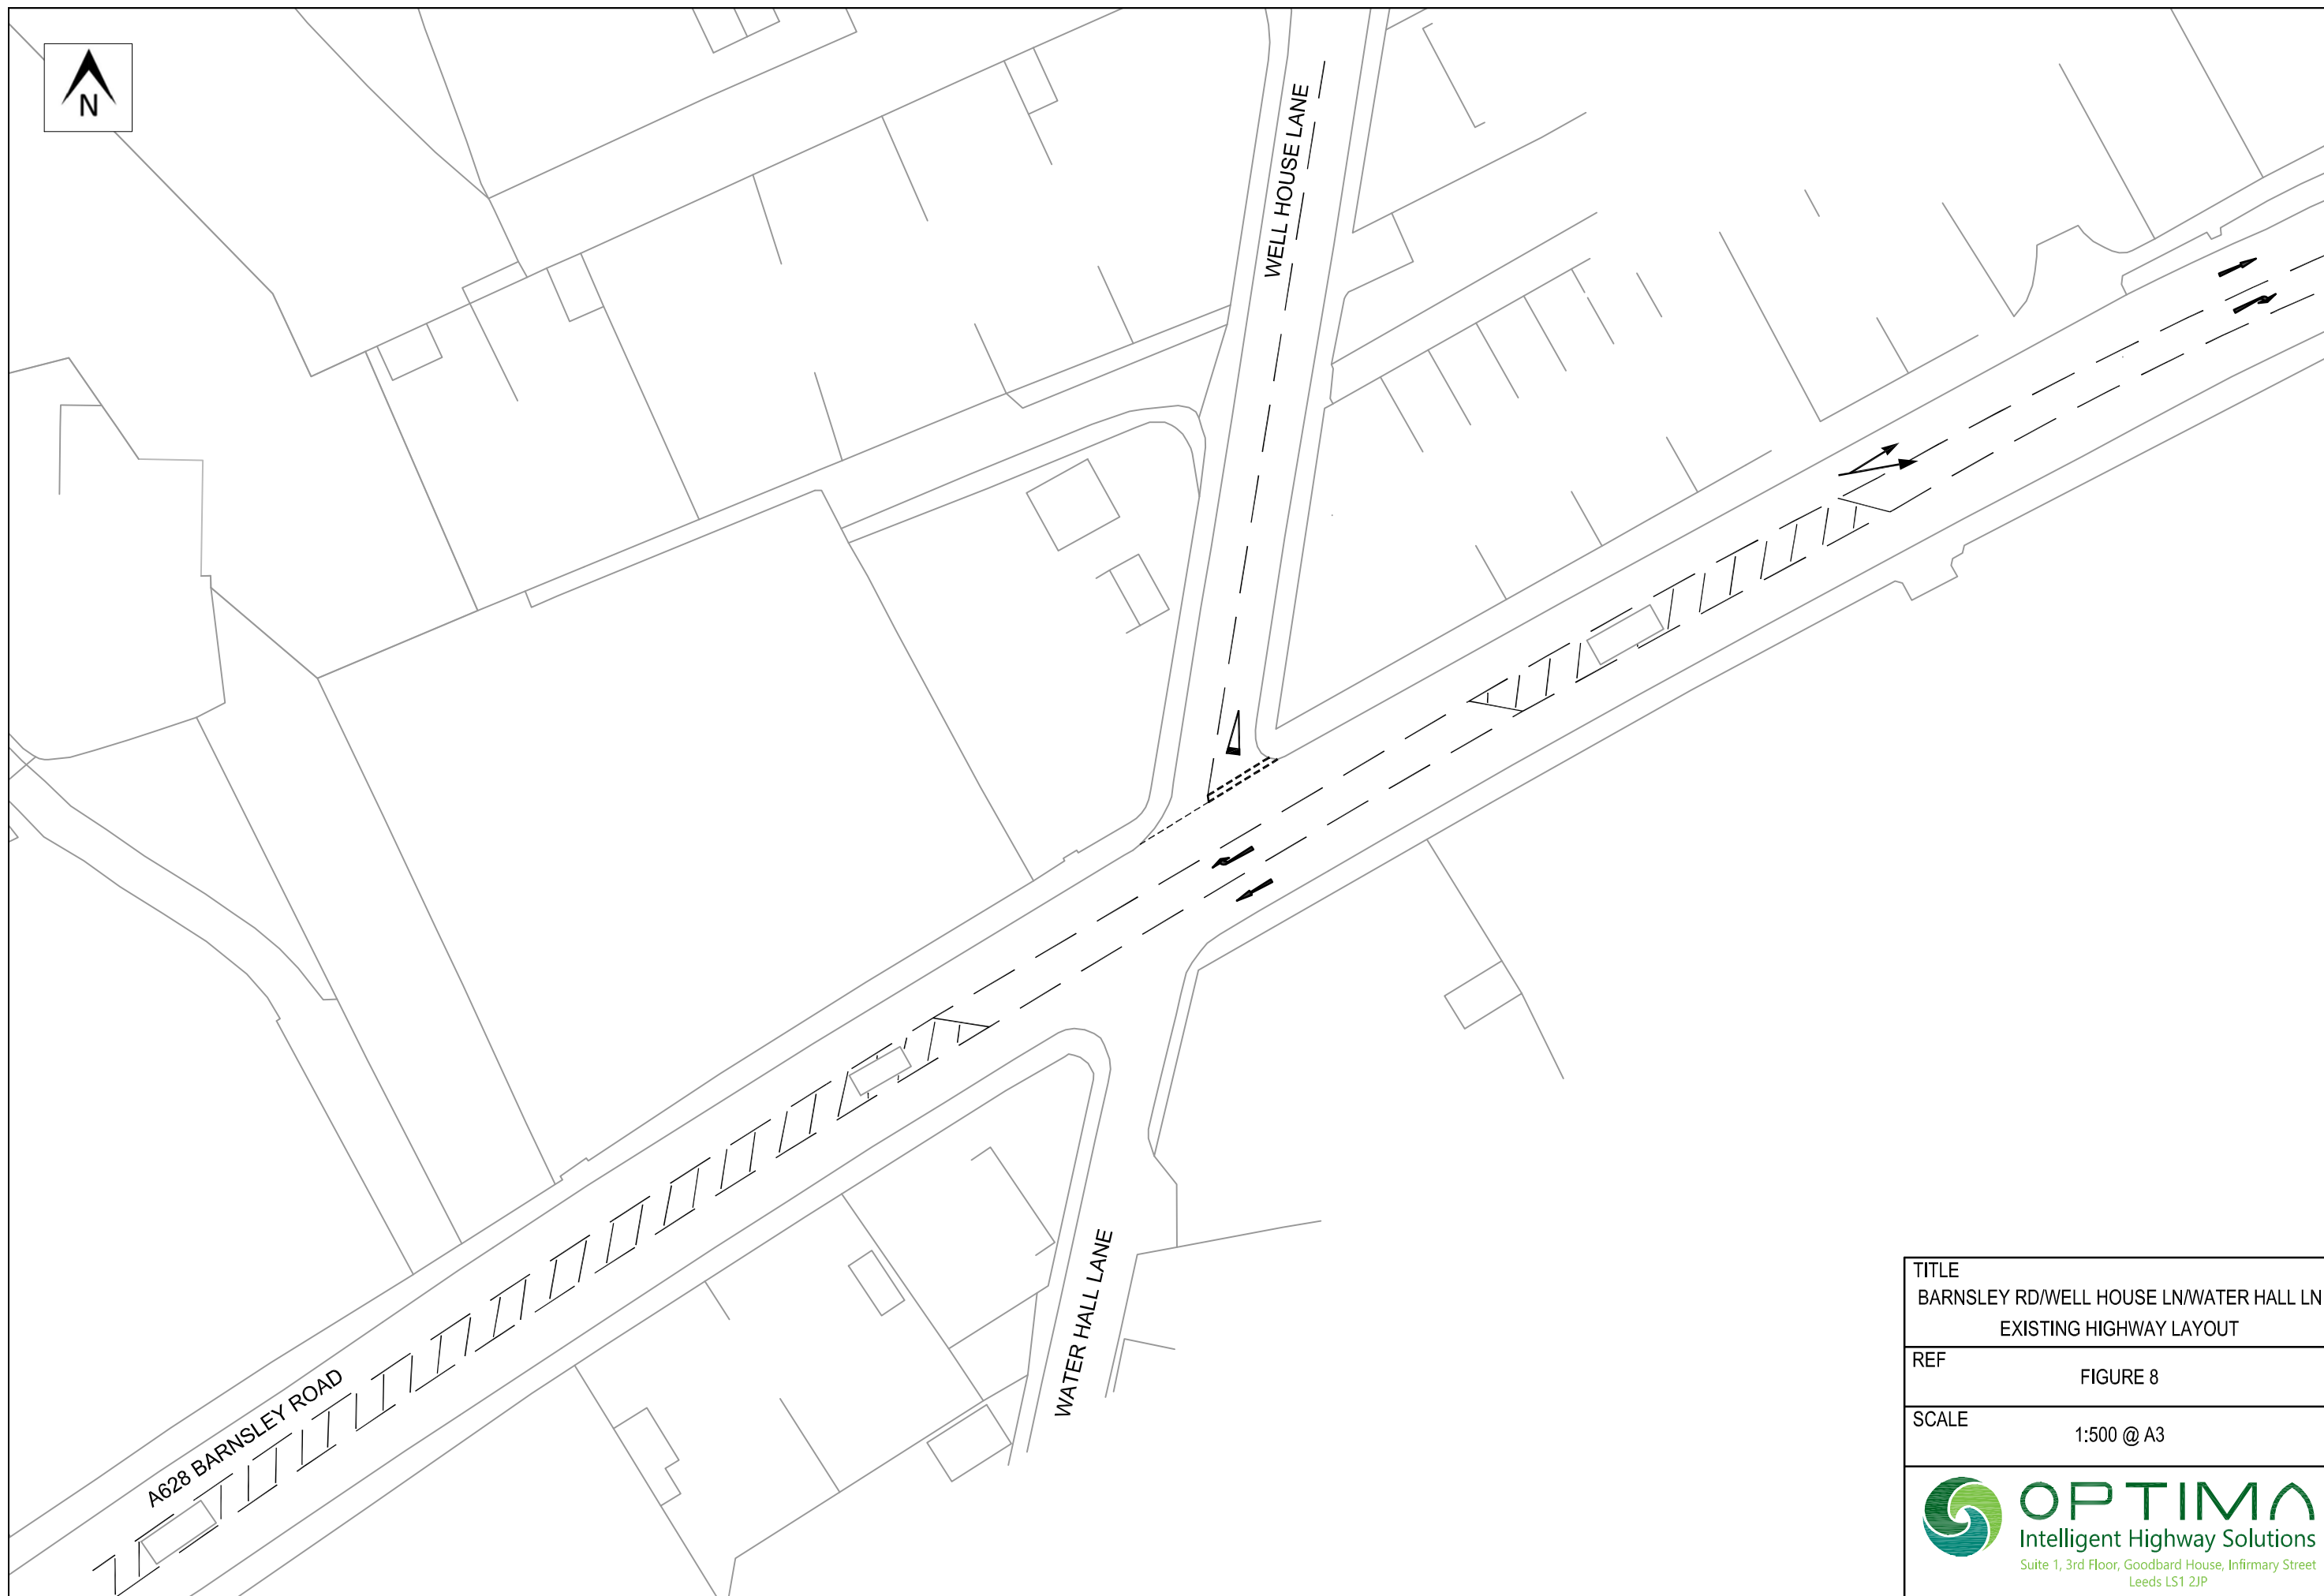 N
WELL HOUSE LANE
A628 BARNSLEY ROAD
WATER HALL LANE
TITLE
BARNSLEY RD/WELL HOUSE LN/WATER HALL LN
EXISTING HIGHWAY LAYOUT
REF
FIGURE 8
SCALE
1:500 @ A3
OPTIMA
Intelligent Highway Solutions
Suite 1, 3rd Floor, Goodbard House, Infirmary Street
Leeds LS1 2JP